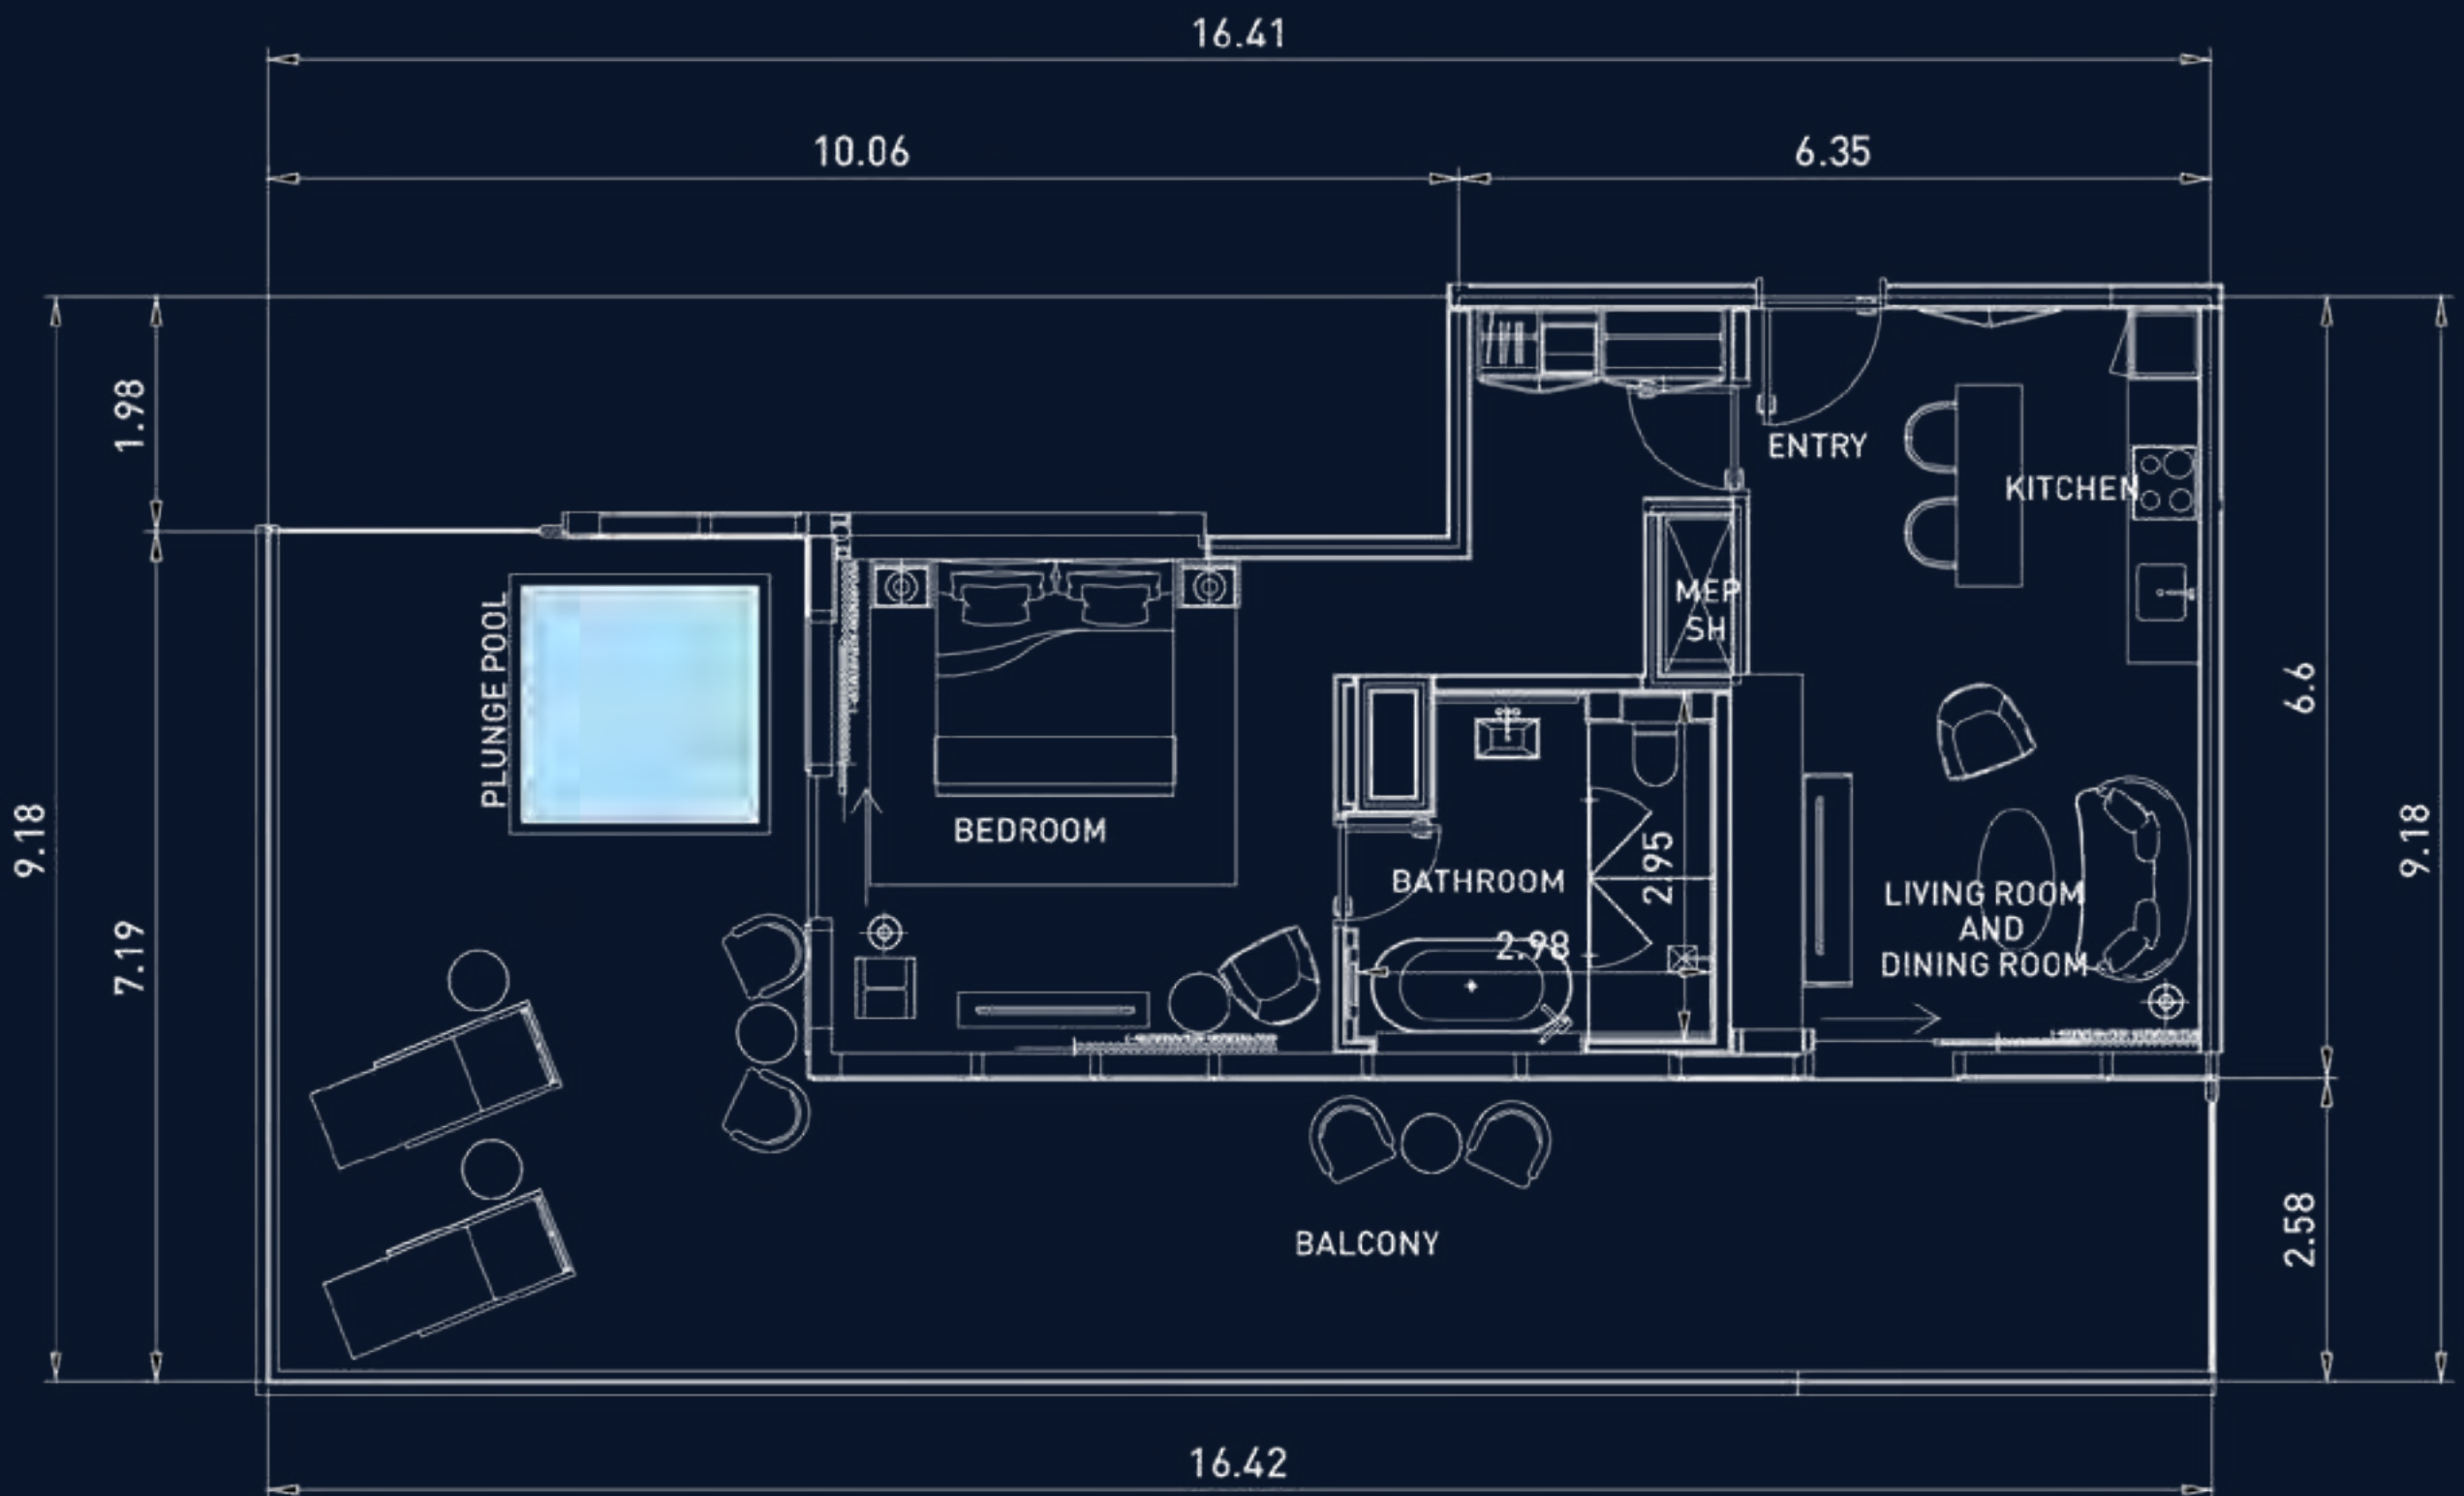 16.41
10.06
6.35
1.98
ENTRY
KITCHEN
MEP
SH
PLUNGE POOL
6.6
BEDROOM
9.18
9.18
2.95
BATHROOM
LIVING ROOM
AND
DINING ROOM
2.98
7.19
BALCONY
2.58
16.42